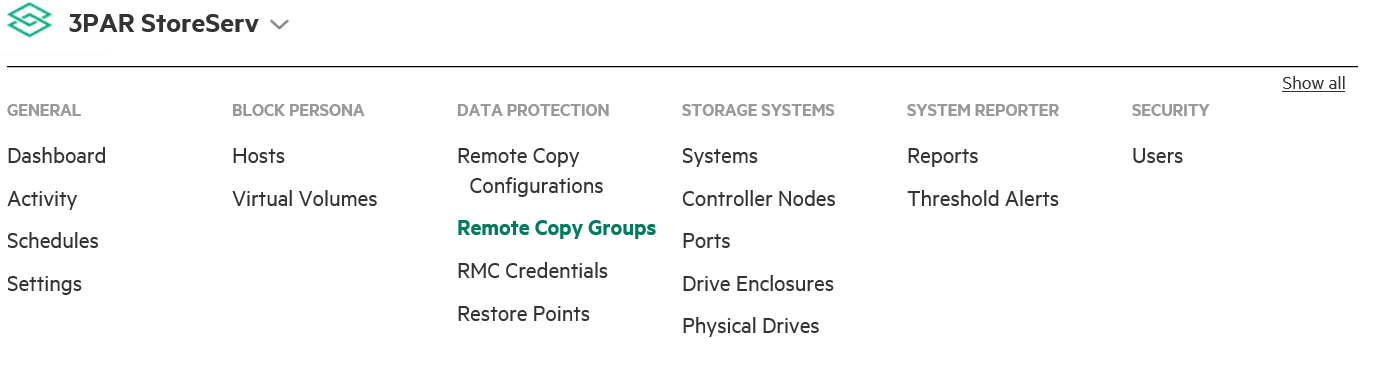 3PAR StoreServ
Show all
GENERAL
Dashboard
Activity
Schedules
Settings
BLOCK PERSONA
Hosts
Virtual Volumes
DATA PROTECTION
Remote Copy
Configurations
Remote Copy Groups
RMC Credentials
Restore Points
STORAGE SYSTEMS
Systems
Controller Nodes
Ports
Drive Enclosures
Physical Drives
SYSTEM REPORTER
Reports
Threshold Alerts
SECURITY
Users